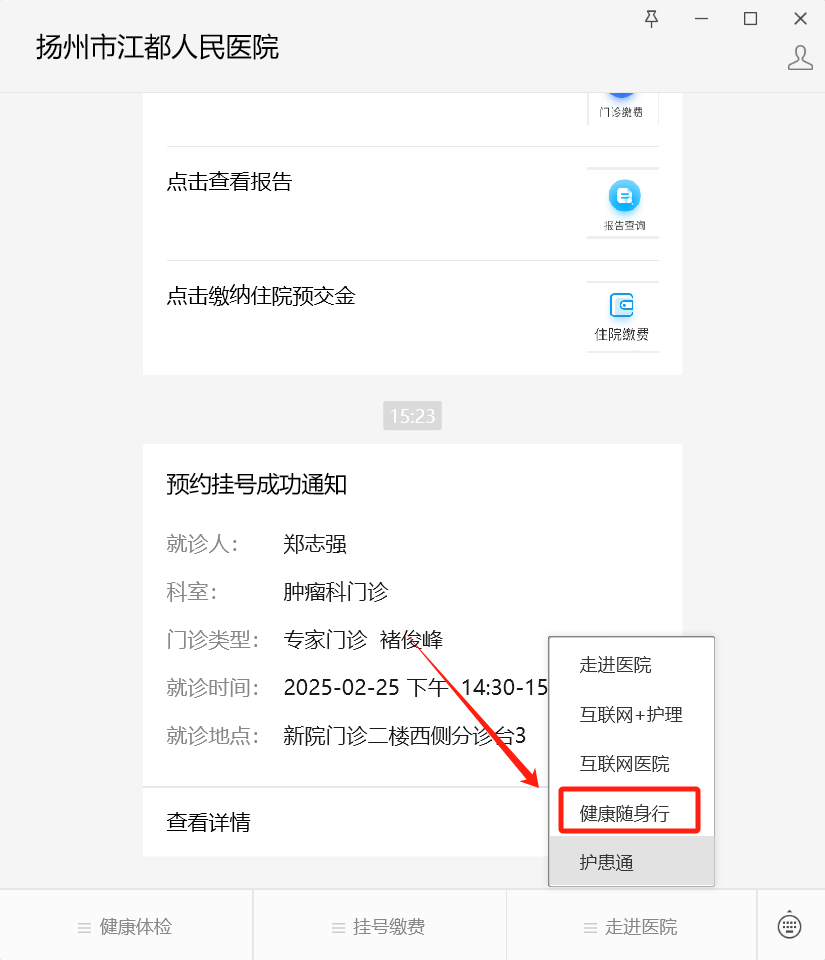 扬州市江都人民医院
门诊缴费
点击查看报告
报告查询
点击缴纳住院预交金
住院缴费
15:23
预约挂号成功通知
就诊人: 郑志强
科室: 肿瘤科门诊
门诊类型: 专家门诊 褚俊峰
就诊时间: 2025-02-25 下午 14:30-15
就诊地点: 新院门诊二楼西侧分诊台3
查看详情
走进医院
互联网+护理
互联网医院
健康随身行
护患通
健康体检
挂号缴费
走进医院